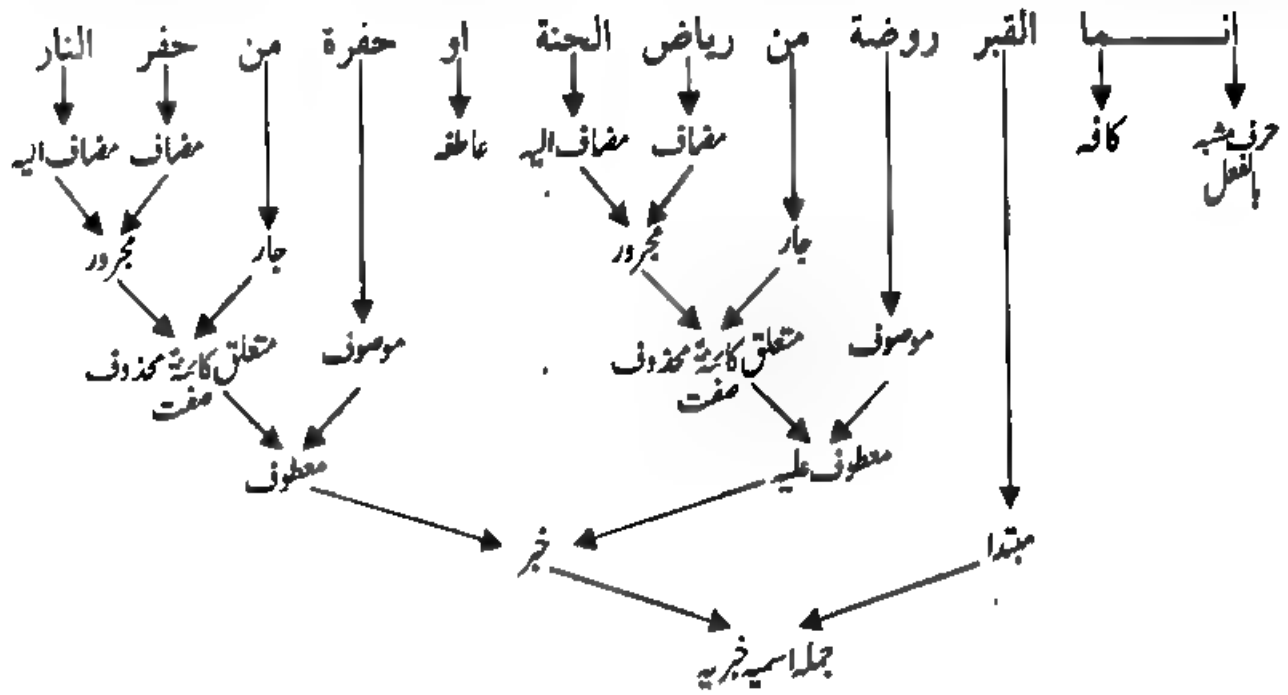 انـــــما القبر روضة من رياض الحنة او حفرة من حفر النار
حرف مشبہ بالفعل کافہ مضاف مضاف الیہ عاطفہ مضاف مضاف الیہ
جار مجرور جار مجرور
موصوف متعلق کائنۃ محذوف موصوف متعلق کائنۃ محذوف
صفت صفت
معطوف علیہ معطوف
مبتدا خبر
جملہ اسمیہ خبریہ